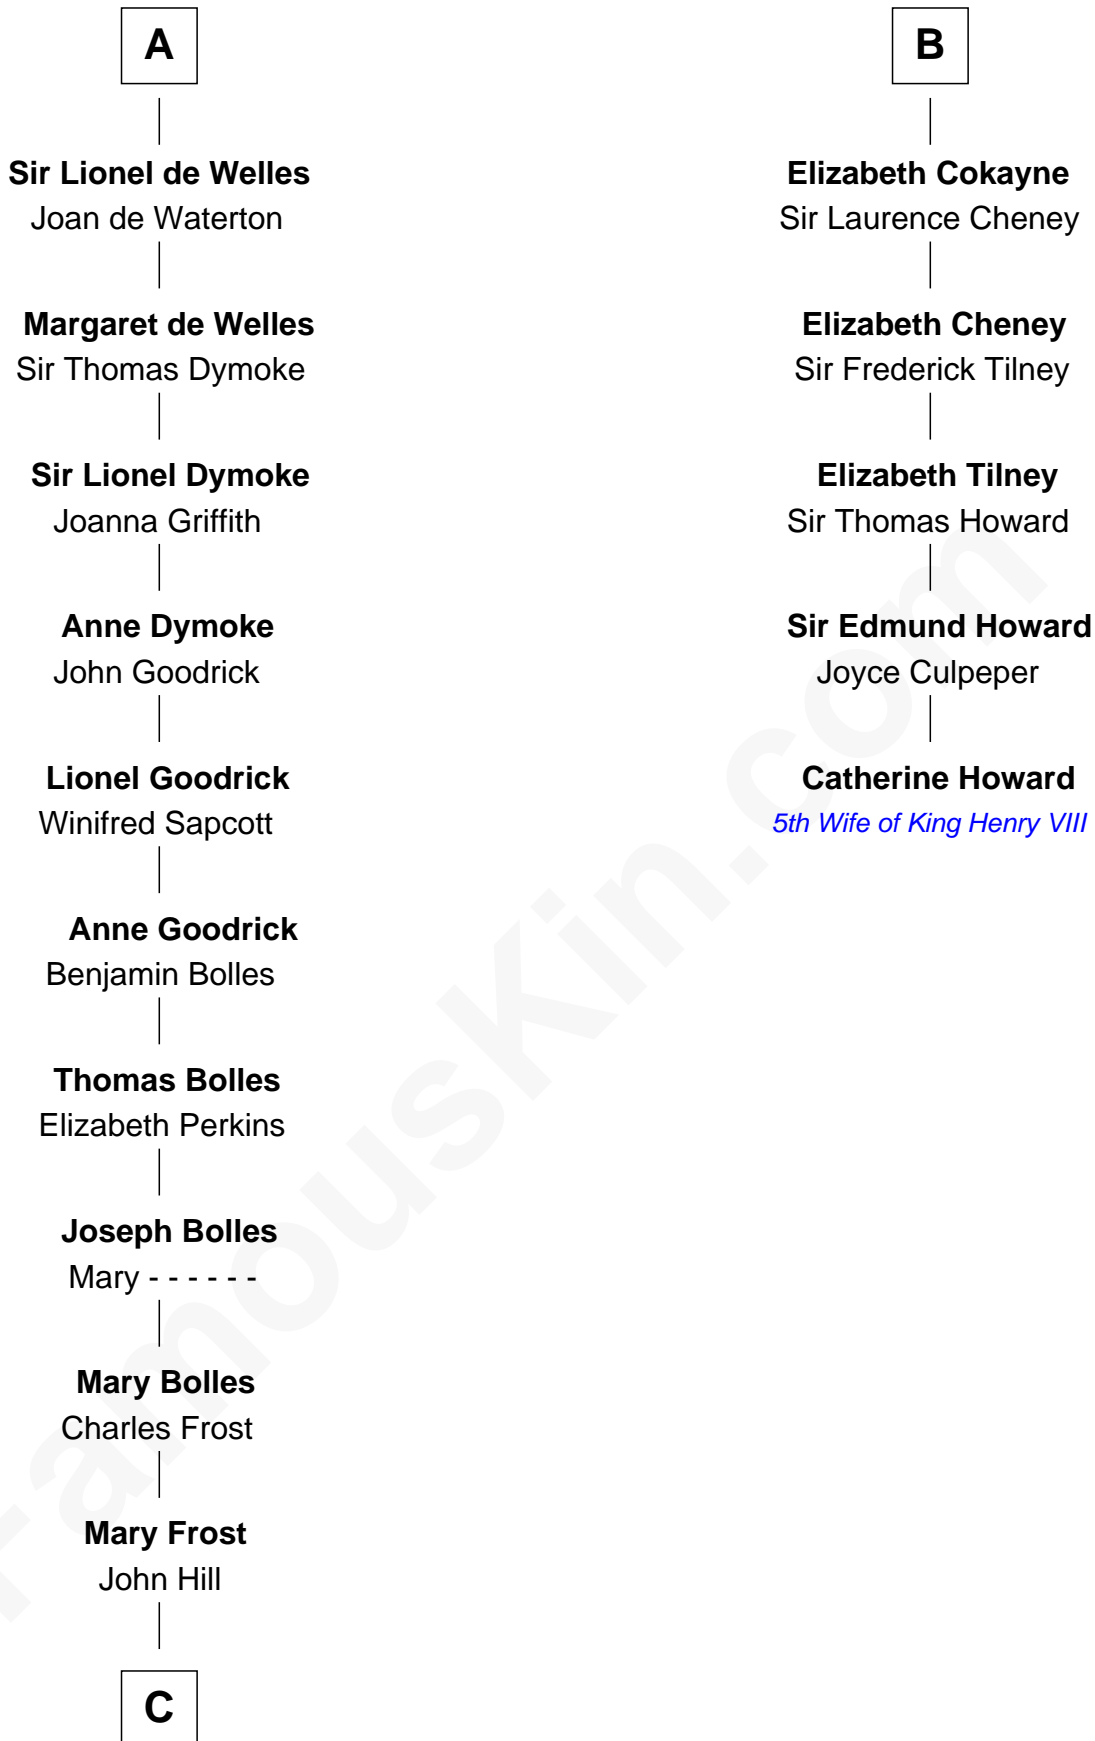 A
Sir Lionel de Welles
Joan de Waterton
Margaret de Welles
Sir Thomas Dymoke
Sir Lionel Dymoke
Joanna Griffith
Anne Dymoke
John Goodrick
Lionel Goodrick
Winifred Sapcott
Anne Goodrick
Benjamin Bolles
Thomas Bolles
Elizabeth Perkins
Joseph Bolles
Mary - - - - - -
Mary Bolles
Charles Frost
Mary Frost
John Hill
C
B
Elizabeth Cokayne
Sir Laurence Cheney
Elizabeth Cheney
Sir Frederick Tilney
Elizabeth Tilney
Sir Thomas Howard
Sir Edmund Howard
Joyce Culpeper
Catherine Howard
5th Wife of King Henry VIII
FamousKin.com